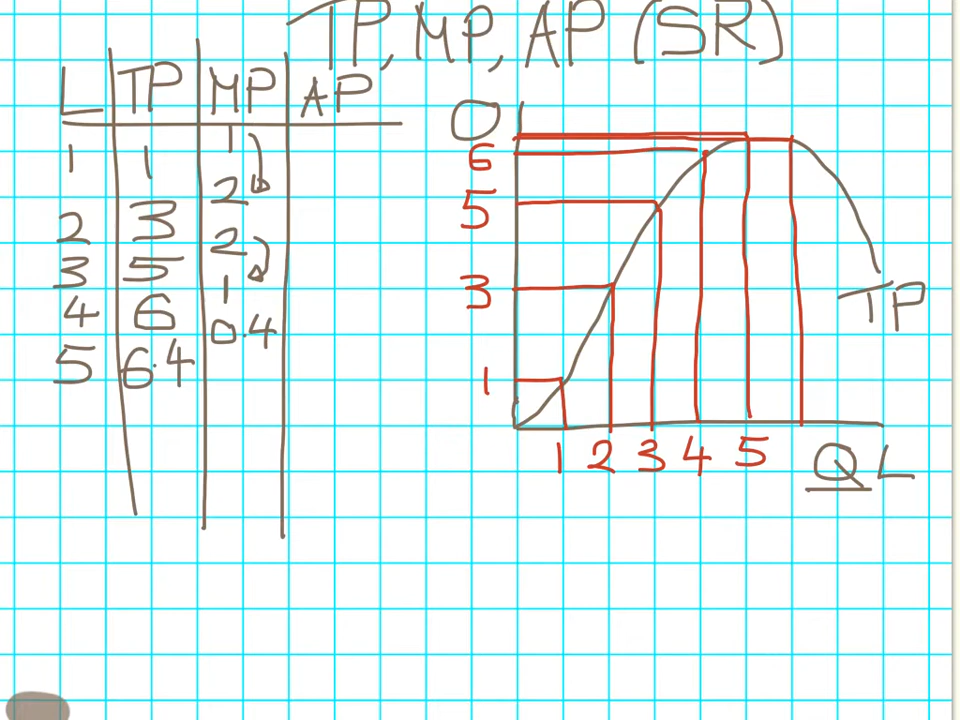 TP, MP, AP (SR)
L TP MP AP
1 1 1
2
2 3 2
3 5 1
4 6 0.4
5 6.4
O
6
5
3
1
TP
1 2 3 4 5 QL